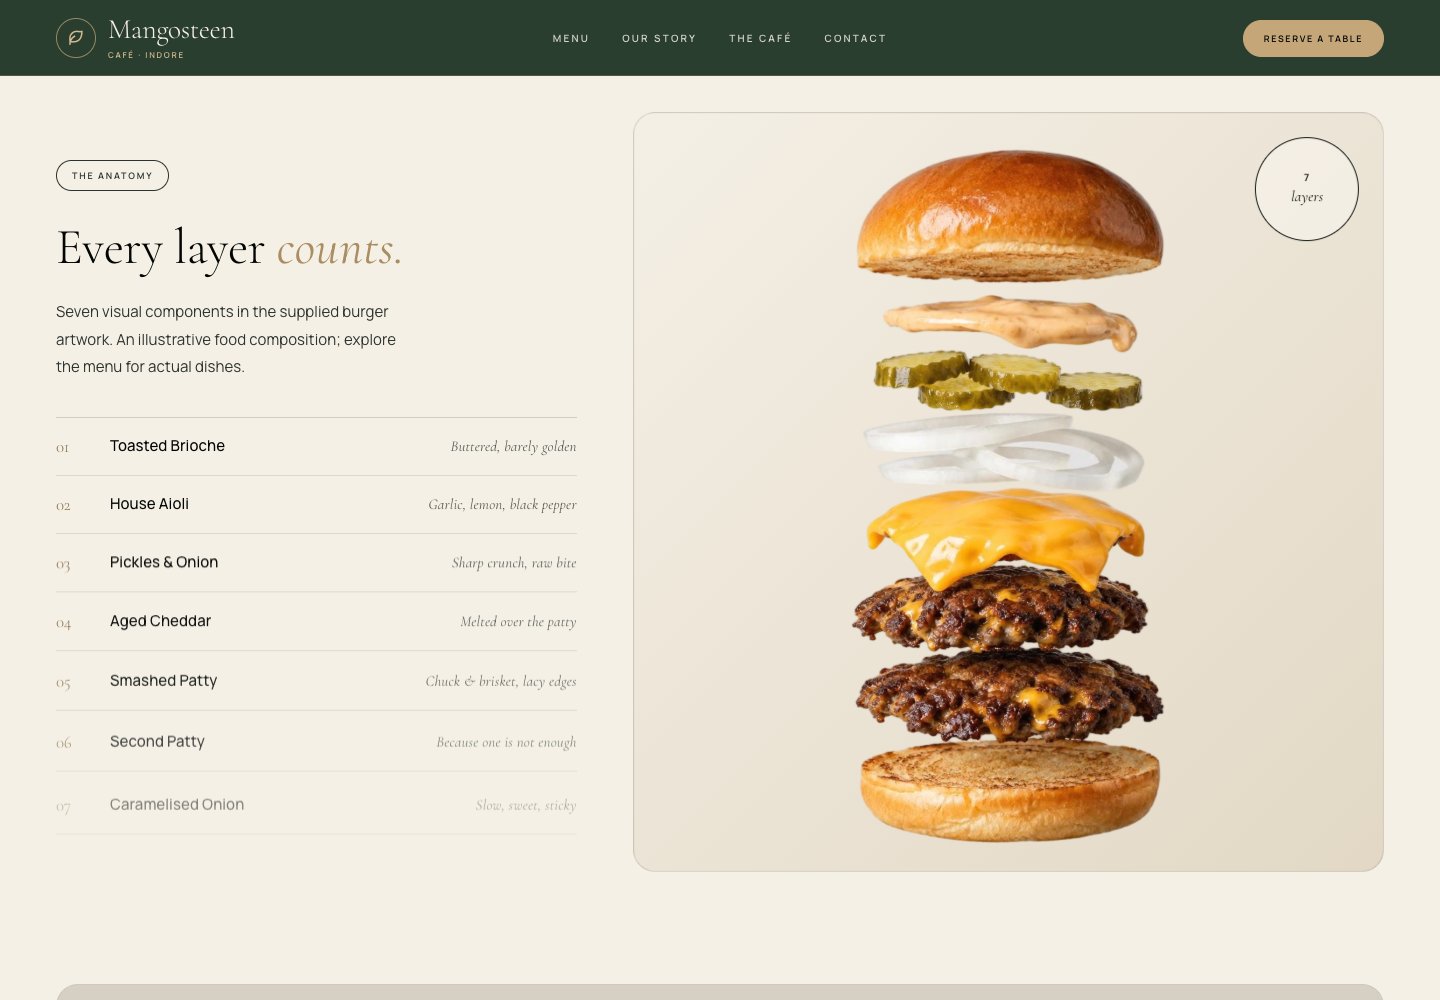 Mangosteen
CAFÉ · INDORE
MENU
OUR STORY
THE CAFÉ
CONTACT
RESERVE A TABLE
THE ANATOMY
Every layer counts.
Seven visual components in the supplied burger
artwork. An illustrative food composition; explore
the menu for actual dishes.
01 Toasted Brioche Buttered, barely golden
02 House Aioli Garlic, lemon, black pepper
03 Pickles & Onion Sharp crunch, raw bite
04 Aged Cheddar Melted over the patty
05 Smashed Patty Chuck & brisket, lacy edges
06 Second Patty Because one is not enough
07 Caramelised Onion Slow, sweet, sticky
7
layers